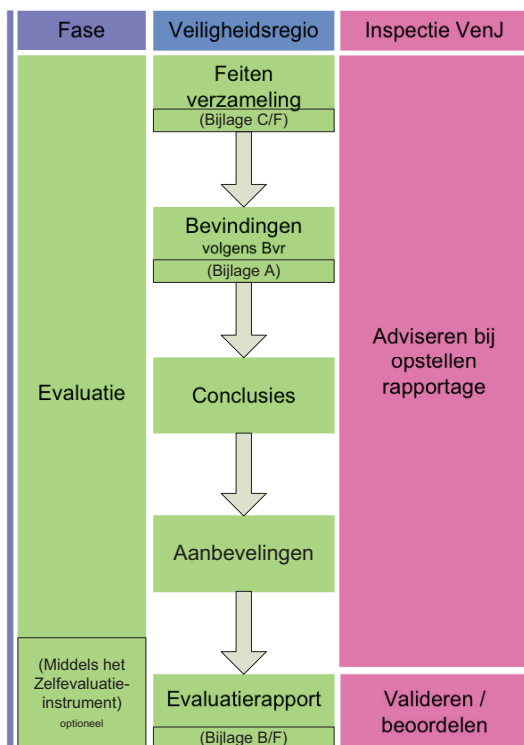 Fase
Veiligheidsregio
Inspectie VenJ
Feiten
verzameling
(Bijlage C/F)
Bevindingen
volgens Bvr
(Bijlage A)
Adviseren bij
opstellen
rapportage
Evaluatie
Conclusies
Aanbevelingen
(Middels het
Zelfevaluatie-
instrument)
optioneel
Evaluatierapport
(Bijlage B/F)
Valideren /
beoordelen